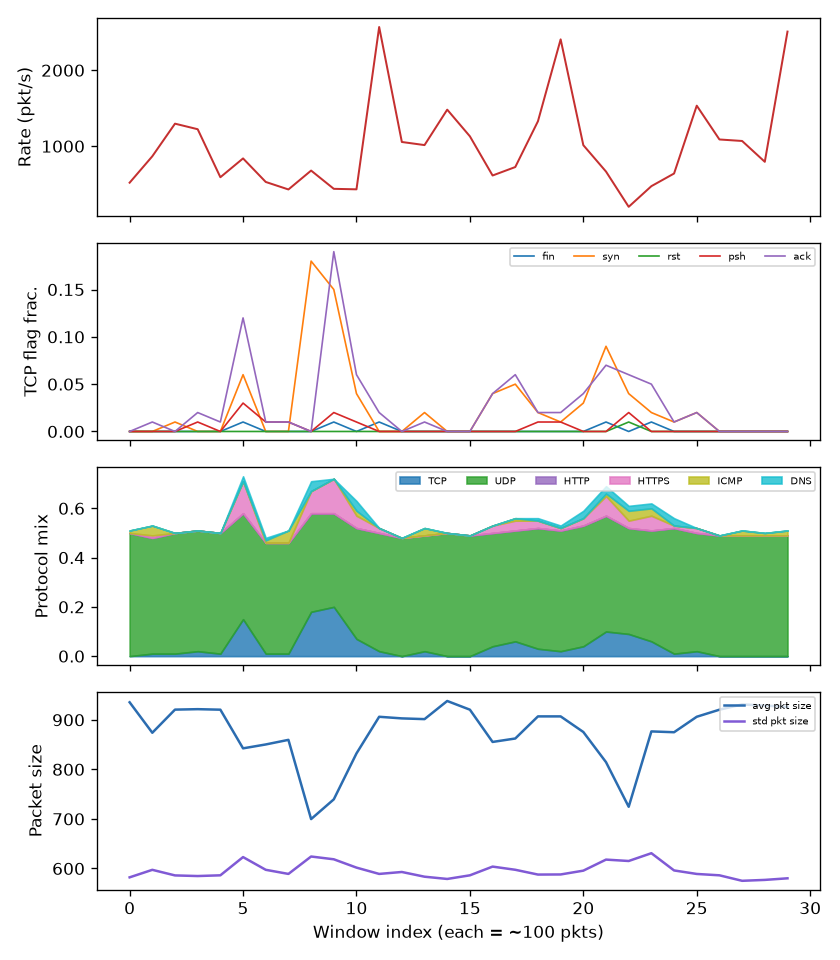 Rate (pkt/s)
2000
1000
TCP flag frac.
0.15
0.10
0.05
0.00
fin syn rst psh ack
Protocol mix
0.6
0.4
0.2
0.0
TCP UDP HTTP HTTPS ICMP DNS
Packet size
900
800
700
600
avg pkt size
std pkt size
0 5 10 15 20 25 30
Window index (each = ~100 pkts)